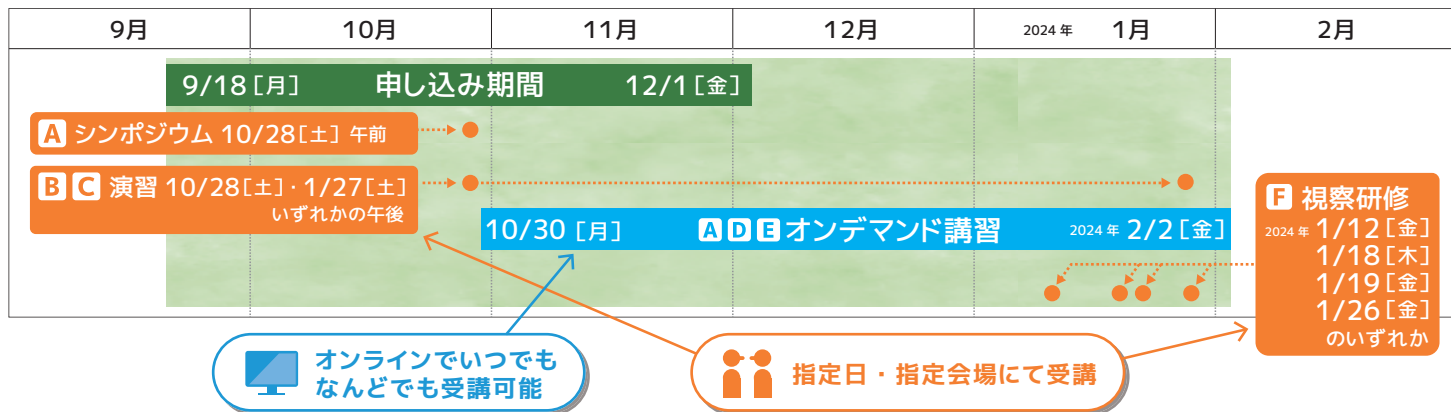 9月 10月 11月 12月 2024年 1月 2月
9/18[月] 申し込み期間 12/1[金]
A シンポジウム 10/28[土] 午前
B C 演習 10/28[土]・1/27[土]
いずれかの午後
10/30[月] A D E オンデマンド講習 2024年 2/2[金]
F 視察研修
2024年 1/12[金]
1/18[木]
1/19[金]
1/26[金]
のいずれか
オンラインでいつでも
なんどでも受講可能
指定日・指定会場にて受講